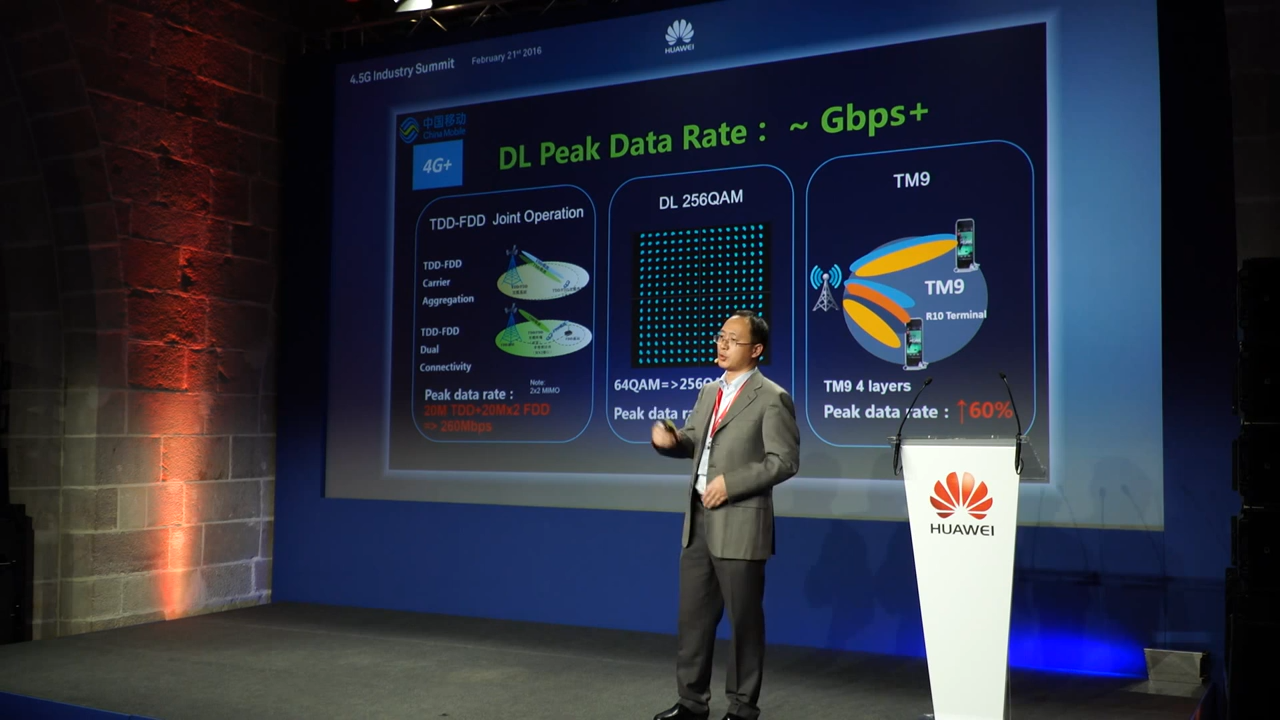 HUAWEI
4.5G Industry Summit February 21st 2016
中国移动
China Mobile
4G+
DL Peak Data Rate : ~ Gbps+
TDD-FDD Joint Operation
TDD-FDD
Carrier
Aggregation
TDD-FDD
Dual
Connectivity
Note:
2x2 MIMO
Peak data rate :
20M TDD+20Mx2 FDD
=> 260Mbps
DL 256QAM
64QAM=>256Q
Peak data
TM9
TM9
R10 Terminal
TM9 4 layers
Peak data rate : ↑60%
HUAWEI